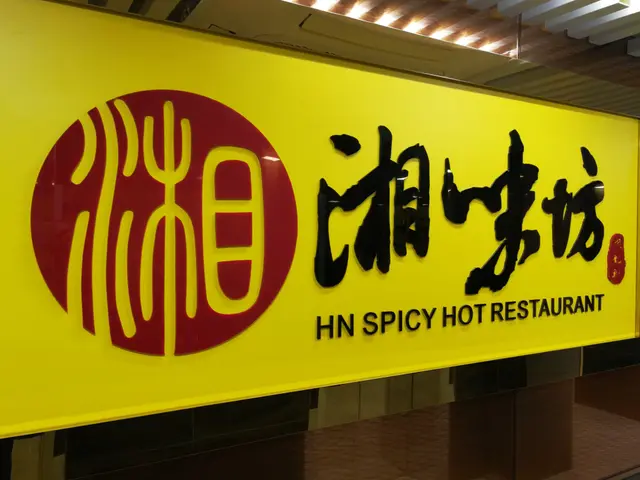 湘
湘味坊
HN SPICY HOT RESTAURANT